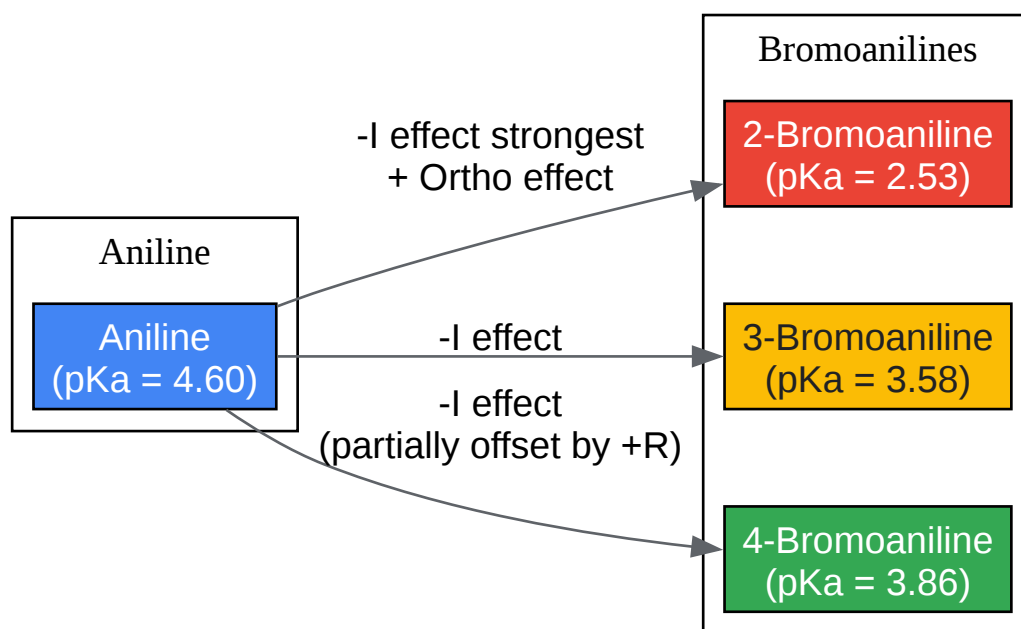 Bromoanilines
2-Bromoaniline
(pKa = 2.53)
-I effect strongest
+ Ortho effect
Aniline
Aniline
(pKa = 4.60)
-I effect
3-Bromoaniline
(pKa = 3.58)
-I effect
(partially offset by +R)
4-Bromoaniline
(pKa = 3.86)